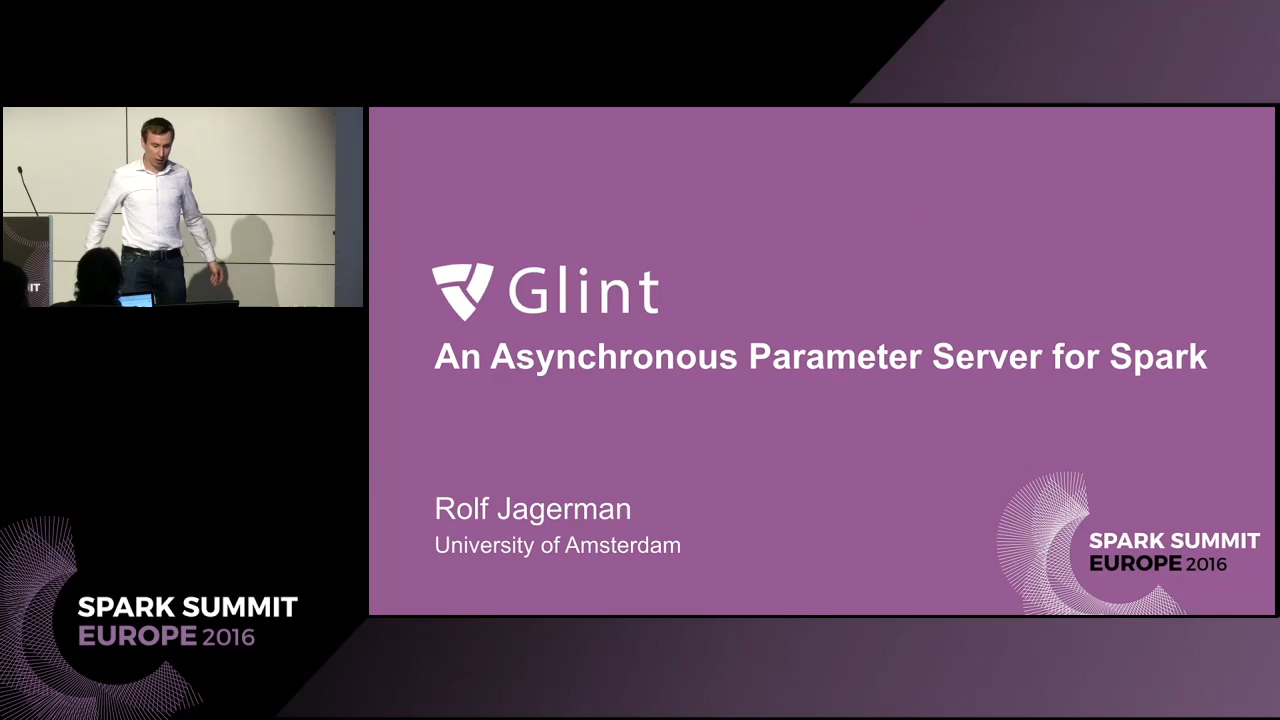 Glint
An Asynchronous Parameter Server for Spark
Rolf Jagerman
University of Amsterdam
SPARK SUMMIT
EUROPE 2016
SPARK SUMMIT
EUROPE 2016